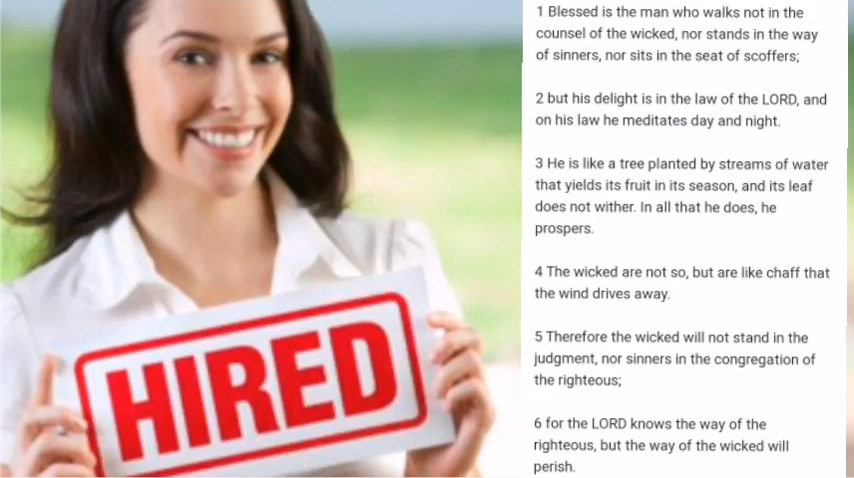 HIRED
1 Blessed is the man who walks not in the
counsel of the wicked, nor stands in the way
of sinners, nor sits in the seat of scoffers;
2 but his delight is in the law of the LORD, and
on his law he meditates day and night.
3 He is like a tree planted by streams of water
that yields its fruit in its season, and its leaf
does not wither. In all that he does, he
prospers.
4 The wicked are not so, but are like chaff that
the wind drives away.
5 Therefore the wicked will not stand in the
judgment, nor sinners in the congregation of
the righteous;
6 for the LORD knows the way of the
righteous, but the way of the wicked will
perish.